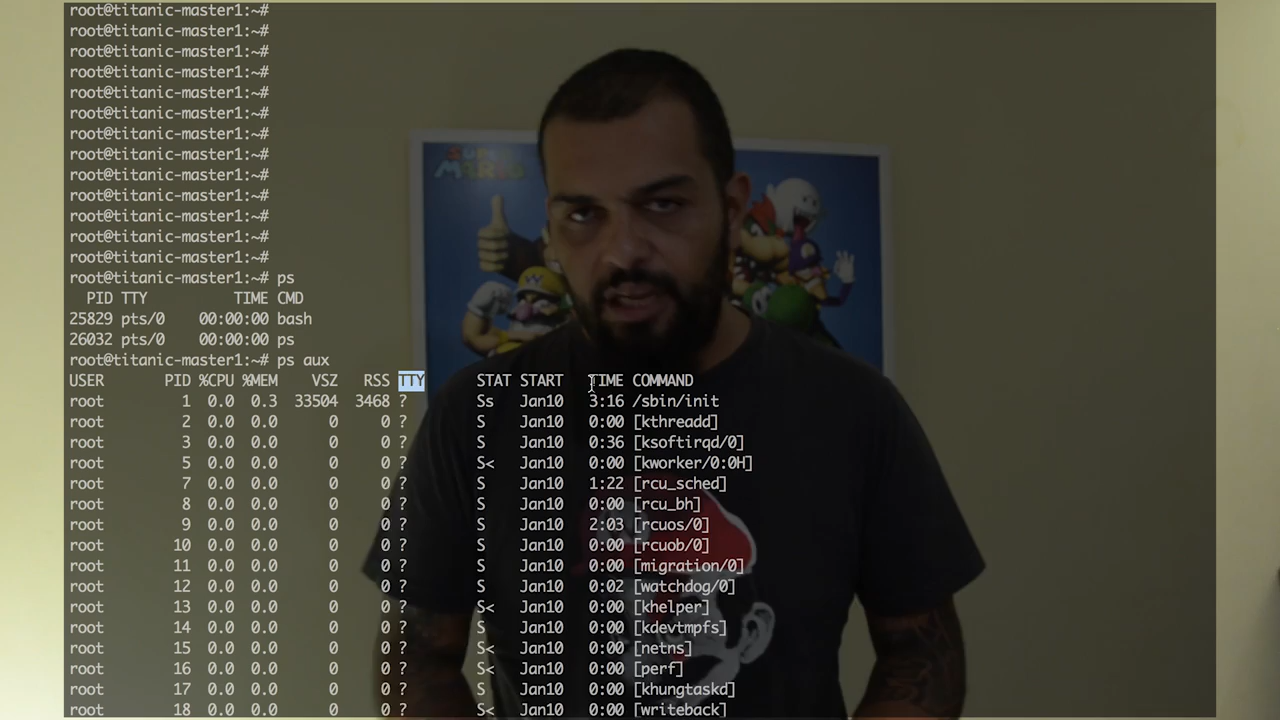 root@titanic-master1:~#
root@titanic-master1:~#
root@titanic-master1:~#
root@titanic-master1:~#
root@titanic-master1:~#
root@titanic-master1:~#
root@titanic-master1:~#
root@titanic-master1:~#
root@titanic-master1:~#
root@titanic-master1:~#
root@titanic-master1:~#
root@titanic-master1:~#
root@titanic-master1:~#
root@titanic-master1:~# ps
PID TTY TIME CMD
25829 pts/0 00:00:00 bash
26032 pts/0 00:00:00 ps
root@titanic-master1:~# ps aux
USER PID %CPU %MEM VSZ RSS TTY STAT START TIME COMMAND
root 1 0.0 0.3 33504 3468 ? Ss Jan10 3:16 /sbin/init
root 2 0.0 0.0 0 0 ? S Jan10 0:00 [kthreadd]
root 3 0.0 0.0 0 0 ? S Jan10 0:36 [ksoftirqd/0]
root 5 0.0 0.0 0 0 ? S< Jan10 0:00 [kworker/0:0H]
root 7 0.0 0.0 0 0 ? S Jan10 1:22 [rcu_sched]
root 8 0.0 0.0 0 0 ? S Jan10 0:00 [rcu_bh]
root 9 0.0 0.0 0 0 ? S Jan10 2:03 [rcuos/0]
root 10 0.0 0.0 0 0 ? S Jan10 0:00 [rcuob/0]
root 11 0.0 0.0 0 0 ? S Jan10 0:00 [migration/0]
root 12 0.0 0.0 0 0 ? S Jan10 0:02 [watchdog/0]
root 13 0.0 0.0 0 0 ? S< Jan10 0:00 [khelper]
root 14 0.0 0.0 0 0 ? S Jan10 0:00 [kdevtmpfs]
root 15 0.0 0.0 0 0 ? S< Jan10 0:00 [netns]
root 16 0.0 0.0 0 0 ? S< Jan10 0:00 [perf]
root 17 0.0 0.0 0 0 ? S Jan10 0:00 [khungtaskd]
root 18 0.0 0.0 0 0 ? S< Jan10 0:00 [writeback]
SUPER
MARIO